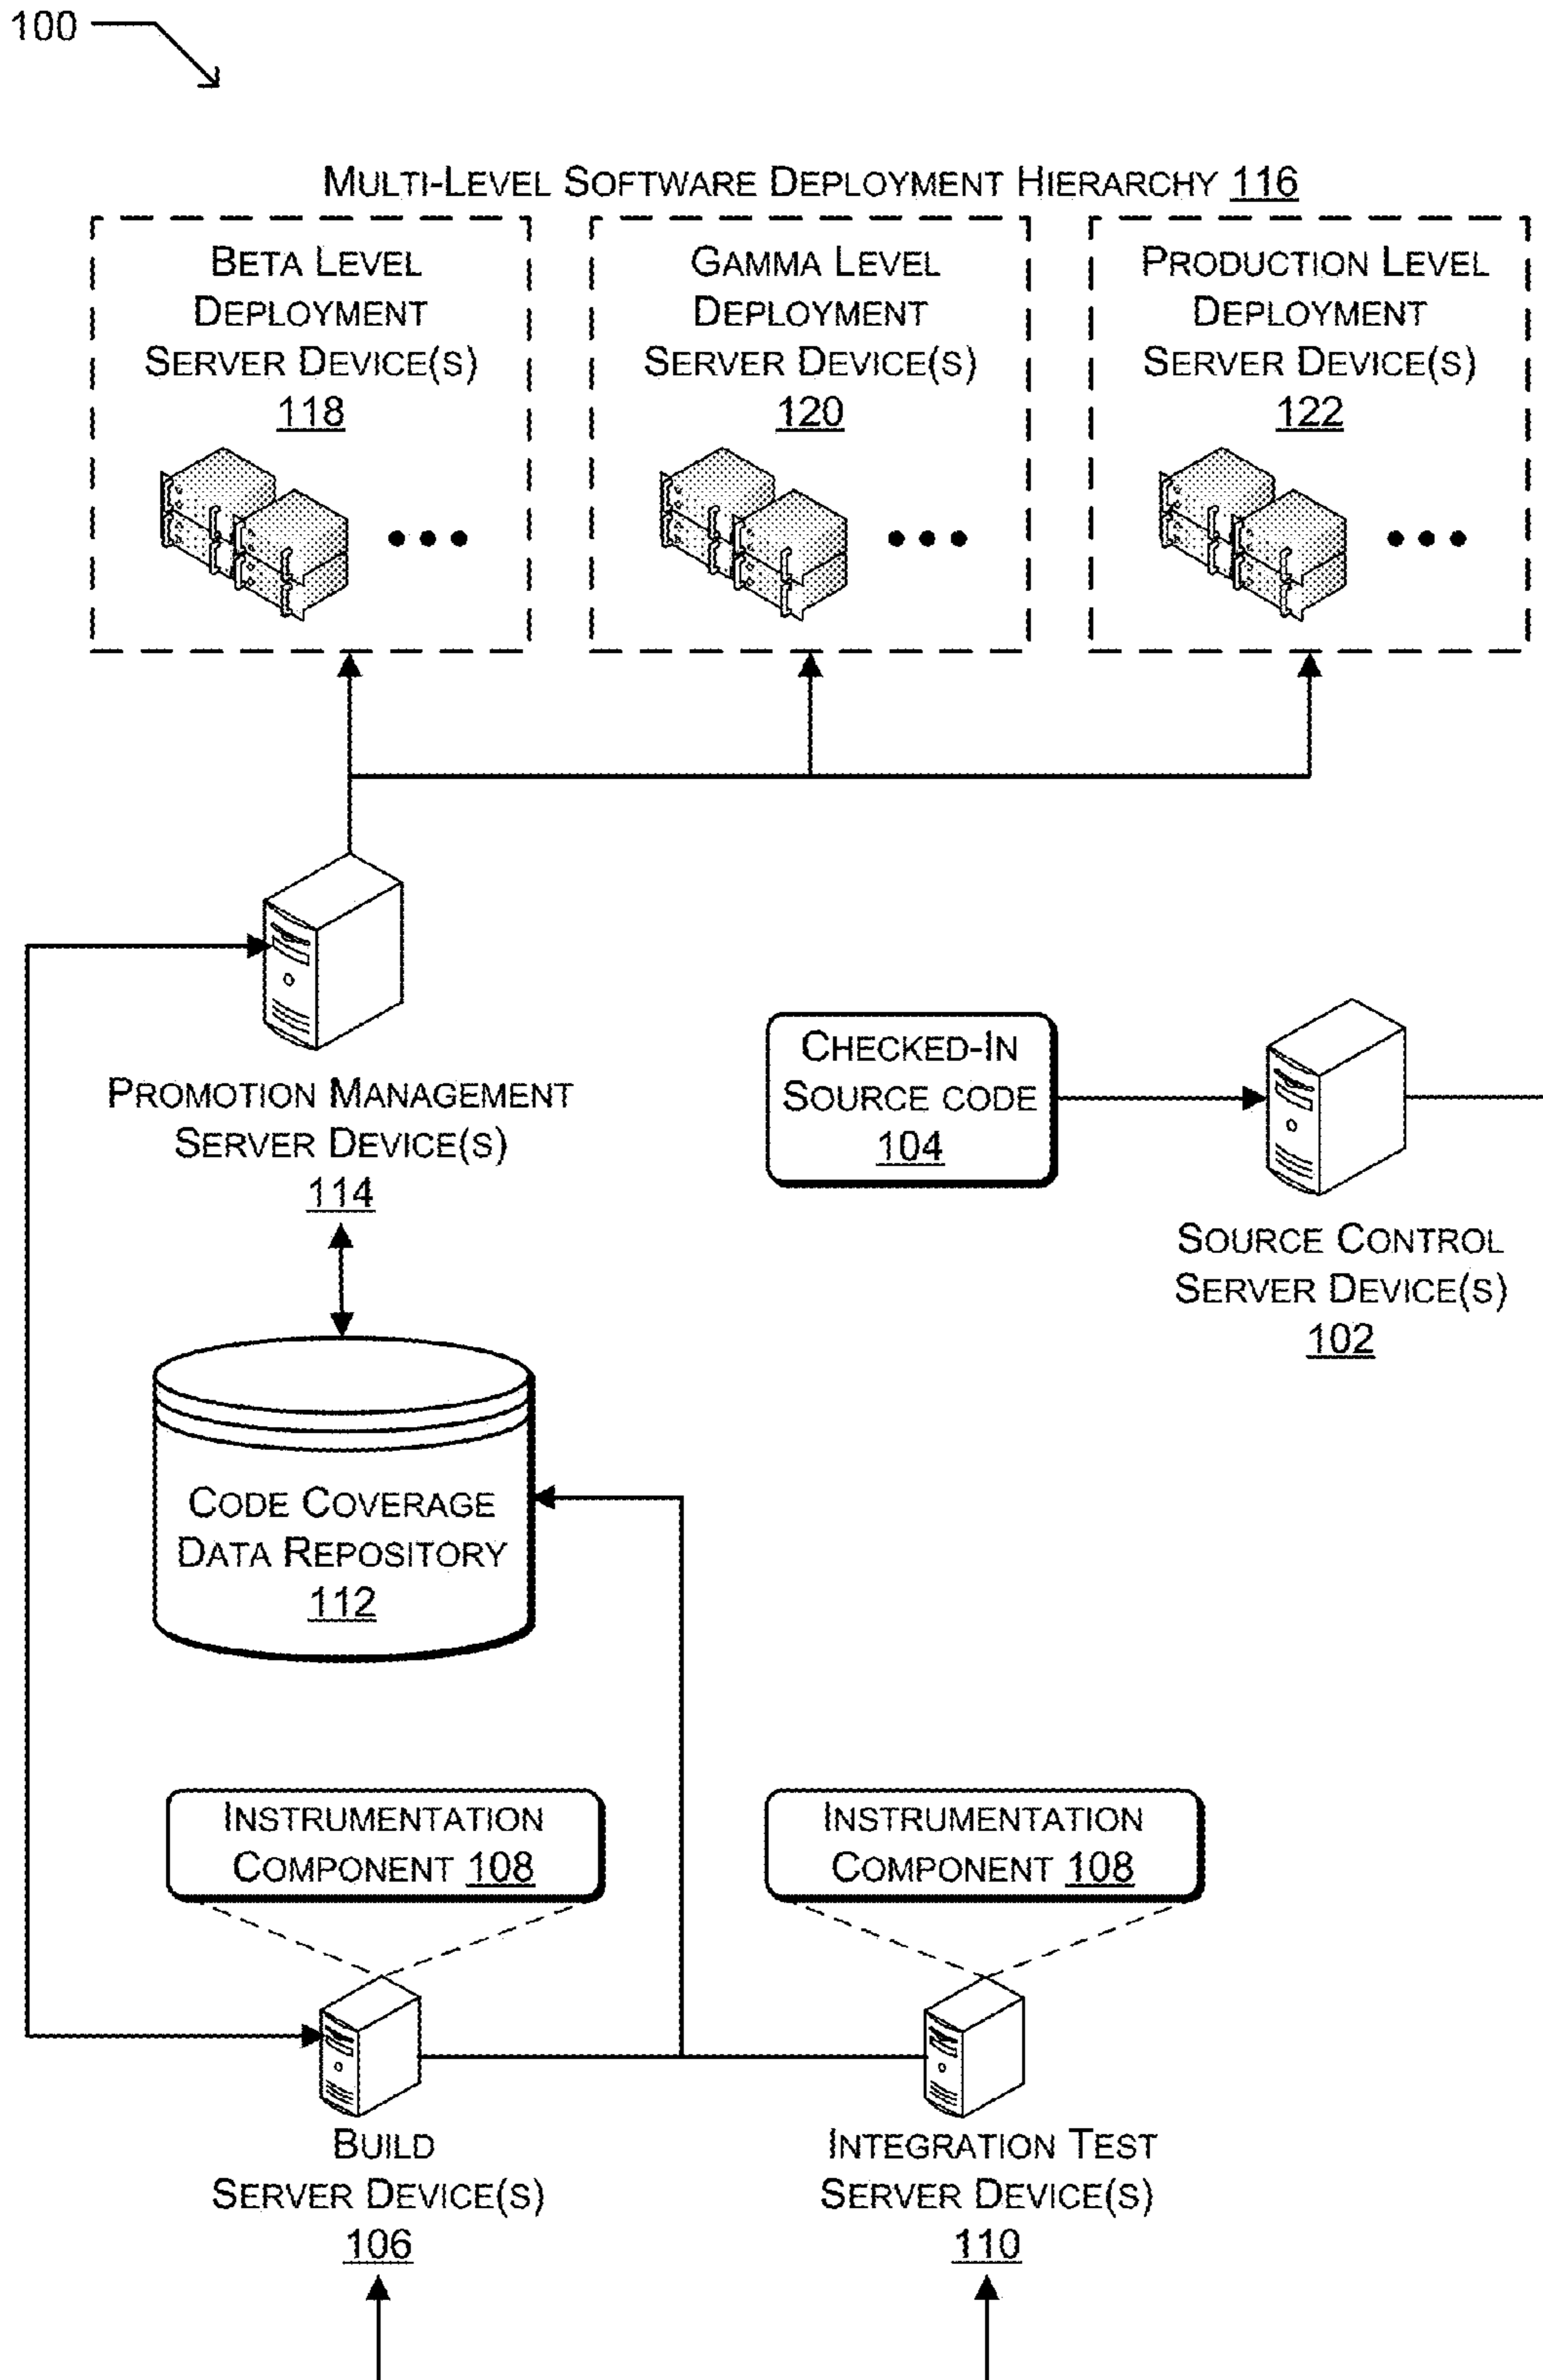 100
MULTI-LEVEL SOFTWARE DEPLOYMENT HIERARCHY 116
BETA LEVEL
DEPLOYMENT
SERVER DEVICE(S)
118
GAMMA LEVEL
DEPLOYMENT
SERVER DEVICE(S)
120
PRODUCTION LEVEL
DEPLOYMENT
SERVER DEVICE(S)
122
PROMOTION MANAGEMENT
SERVER DEVICE(S)
114
CHECKED-IN
SOURCE CODE
104
SOURCE CONTROL
SERVER DEVICE(S)
102
CODE COVERAGE
DATA REPOSITORY
112
INSTRUMENTATION
COMPONENT 108
INSTRUMENTATION
COMPONENT 108
BUILD
SERVER DEVICE(S)
106
INTEGRATION TEST
SERVER DEVICE(S)
110